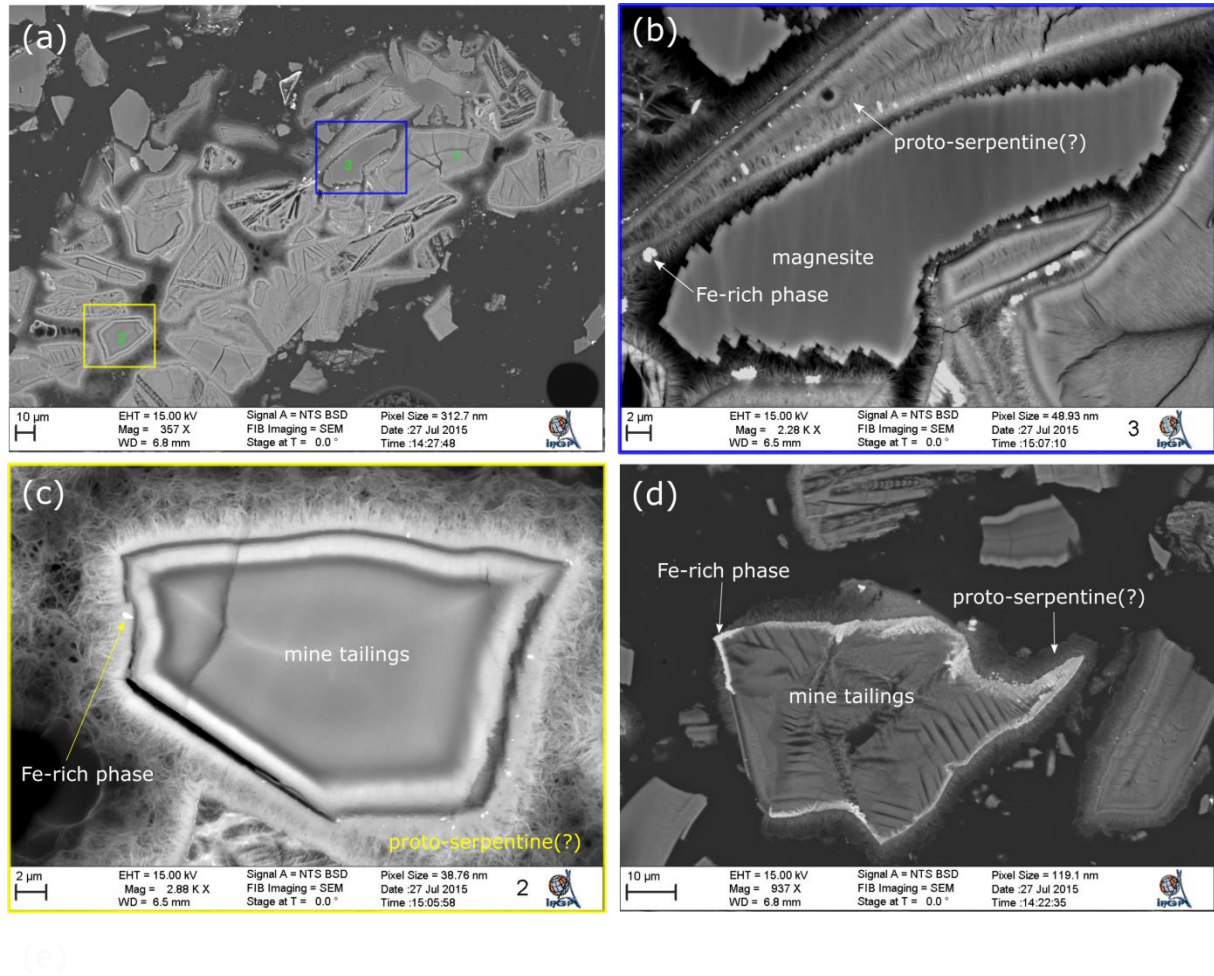 (a)
3
1
2
10 µm
EHT = 15.00 kV
Mag = 357 X
WD = 6.8 mm
Signal A = NTS BSD
FIB Imaging = SEM
Stage at T = 0.0 °
Pixel Size = 312.7 nm
Date :27 Jul 2015
Time :14:27:48
(b)
proto-serpentine(?)
magnesite
Fe-rich phase
2 µm
EHT = 15.00 kV
Mag = 2.28 K X
WD = 6.5 mm
Signal A = NTS BSD
FIB Imaging = SEM
Stage at T = 0.0 °
Pixel Size = 48.93 nm
Date :27 Jul 2015
Time :15:07:10
3
(c)
mine tailings
Fe-rich phase
proto-serpentine(?)
2 µm
EHT = 15.00 kV
Mag = 2.88 K X
WD = 6.5 mm
Signal A = NTS BSD
FIB Imaging = SEM
Stage at T = 0.0 °
Pixel Size = 38.76 nm
Date :27 Jul 2015
Time :15:05:58
2
(d)
Fe-rich phase
proto-serpentine(?)
mine tailings
10 µm
EHT = 15.00 kV
Mag = 937 X
WD = 6.8 mm
Signal A = NTS BSD
FIB Imaging = SEM
Stage at T = 0.0 °
Pixel Size = 119.1 nm
Date :27 Jul 2015
Time :14:22:35